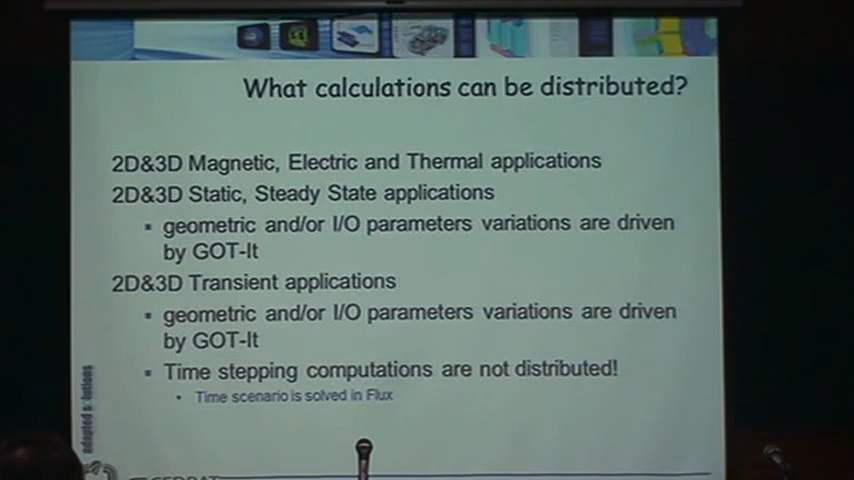 What calculations can be distributed?
2D&3D Magnetic, Electric and Thermal applications
2D&3D Static, Steady State applications
▪ geometric and/or I/O parameters variations are driven
by GOT-It
2D&3D Transient applications
▪ geometric and/or I/O parameters variations are driven
by GOT-It
▪ Time stepping computations are not distributed!
• Time scenario is solved in Flux
adapted solutions